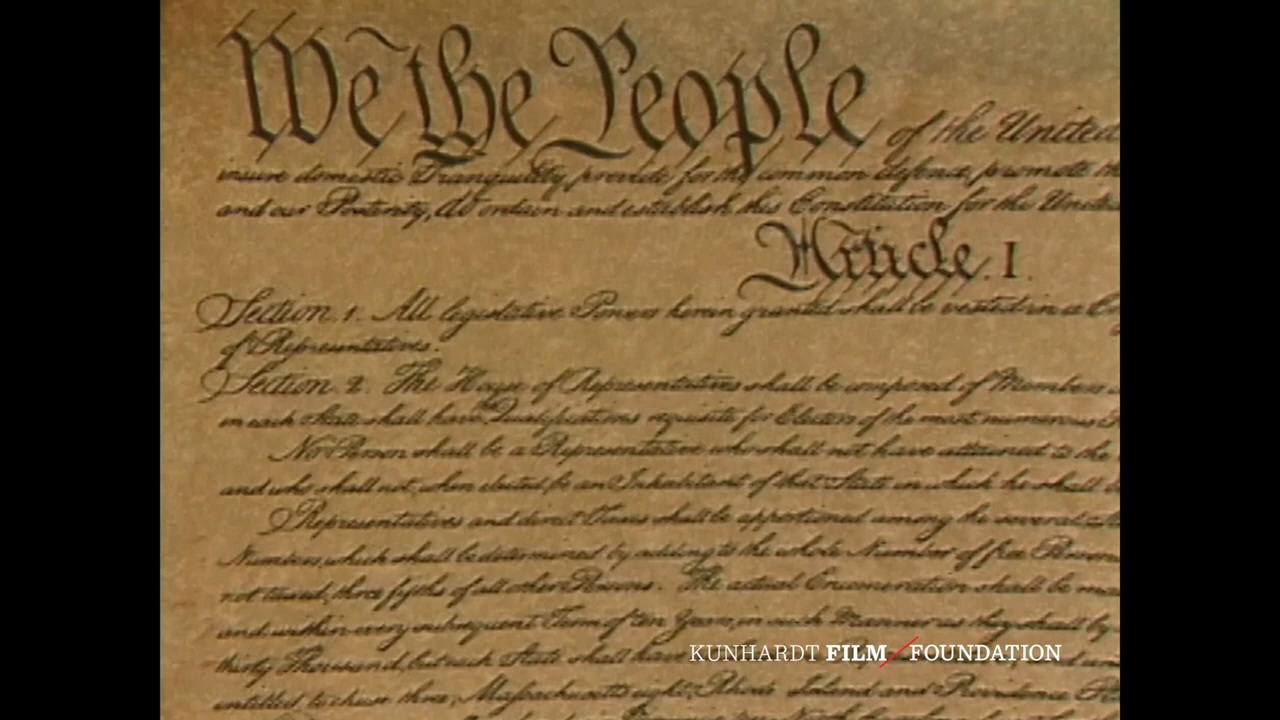 We the People of the United
insure domestic Tranquility, provide for the common defence, promote th
and our Posterity, do ordain and establish this Constitution for the United
Article. I.
Section. 1. All legislative Powers herein granted shall be vested in a Co
of Representatives.
Section. 2. The House of Representatives shall be composed of Members
in each State shall have the Qualifications requisite for Electors of the most numerous
No Person shall be a Representative who shall not have attained to the
and who shall not, when elected, be an Inhabitant of that State in which he shall
Representatives and direct Taxes shall be apportioned among the several
Numbers, which shall be determined by adding to the whole Number of free Persons
not taxed, three fifths of all other Persons. The actual Enumeration shall be ma
and within every subsequent Term of ten Years, in such Manner as they shall by
thirty Thousand, but each State shall have
entitled to chuse three, Massachusetts eight, Rhode Island and Providence
KUNHARDT FILM/FOUNDATION